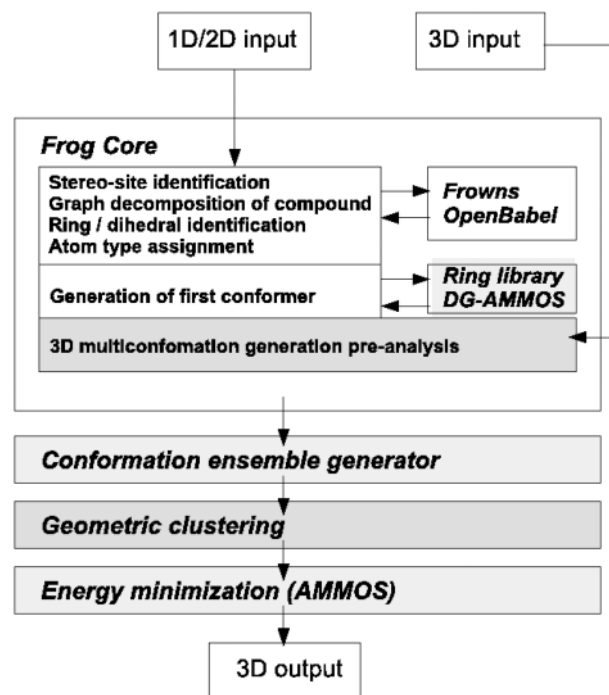 1D/2D input
3D input
Frog Core
Stereo-site identification
Graph decomposition of compound
Ring / dihedral identification
Atom type assignment
Frowns
OpenBabel
Generation of first conformer
Ring library
DG-AMMOS
3D multiconfomation generation pre-analysis
Conformation ensemble generator
Geometric clustering
Energy minimization (AMMOS)
3D output